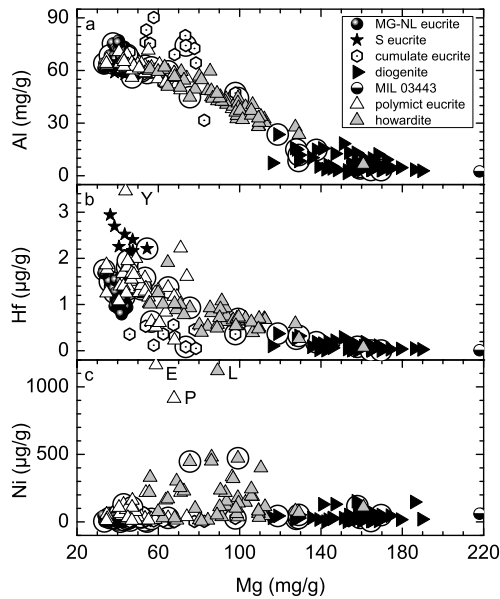 a
90
60
30
0
Al (mg/g)
MG-NL eucrite
S eucrite
cumulate eucrite
diogenite
MIL 03443
polymict eucrite
howardite
b
Y
3
2
1
0
Hf (µg/g)
c
E
L
P
1000
500
0
Ni (µg/g)
20 60 100 140 180 220
Mg (mg/g)